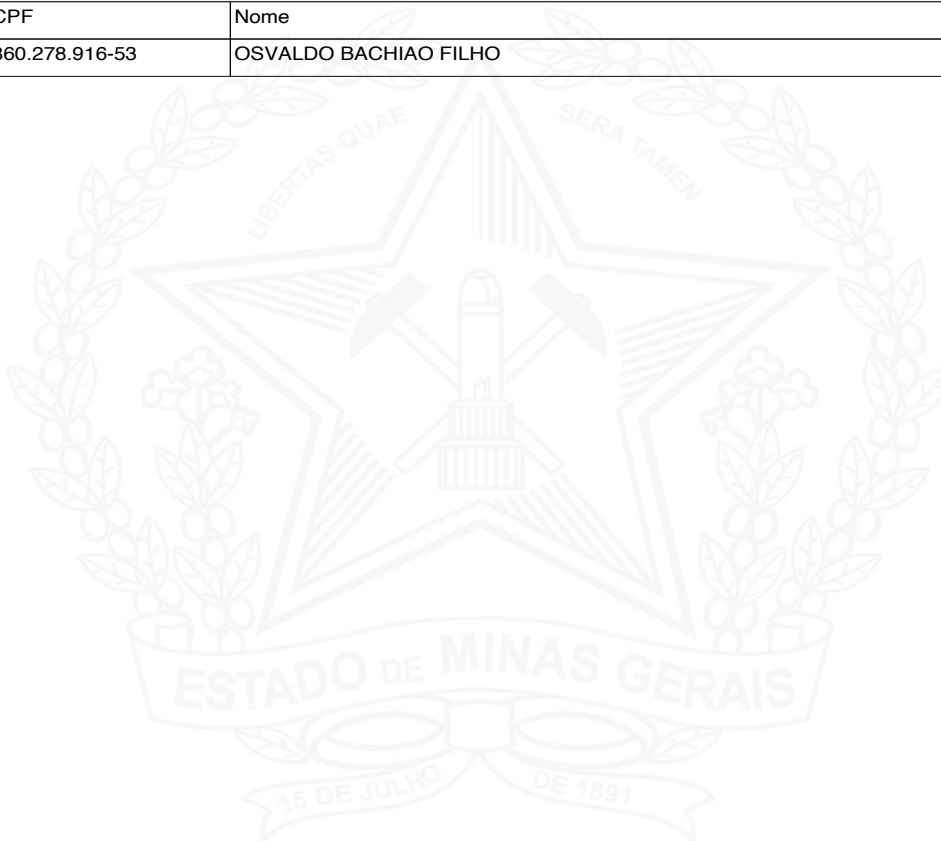 CPF Nome
360.278.916-53 OSVALDO BACHIAO FILHO
LIBERTAS QUAE SERA TAMEN
ESTADO DE MINAS GERAIS
15 DE JULHO DE 1891